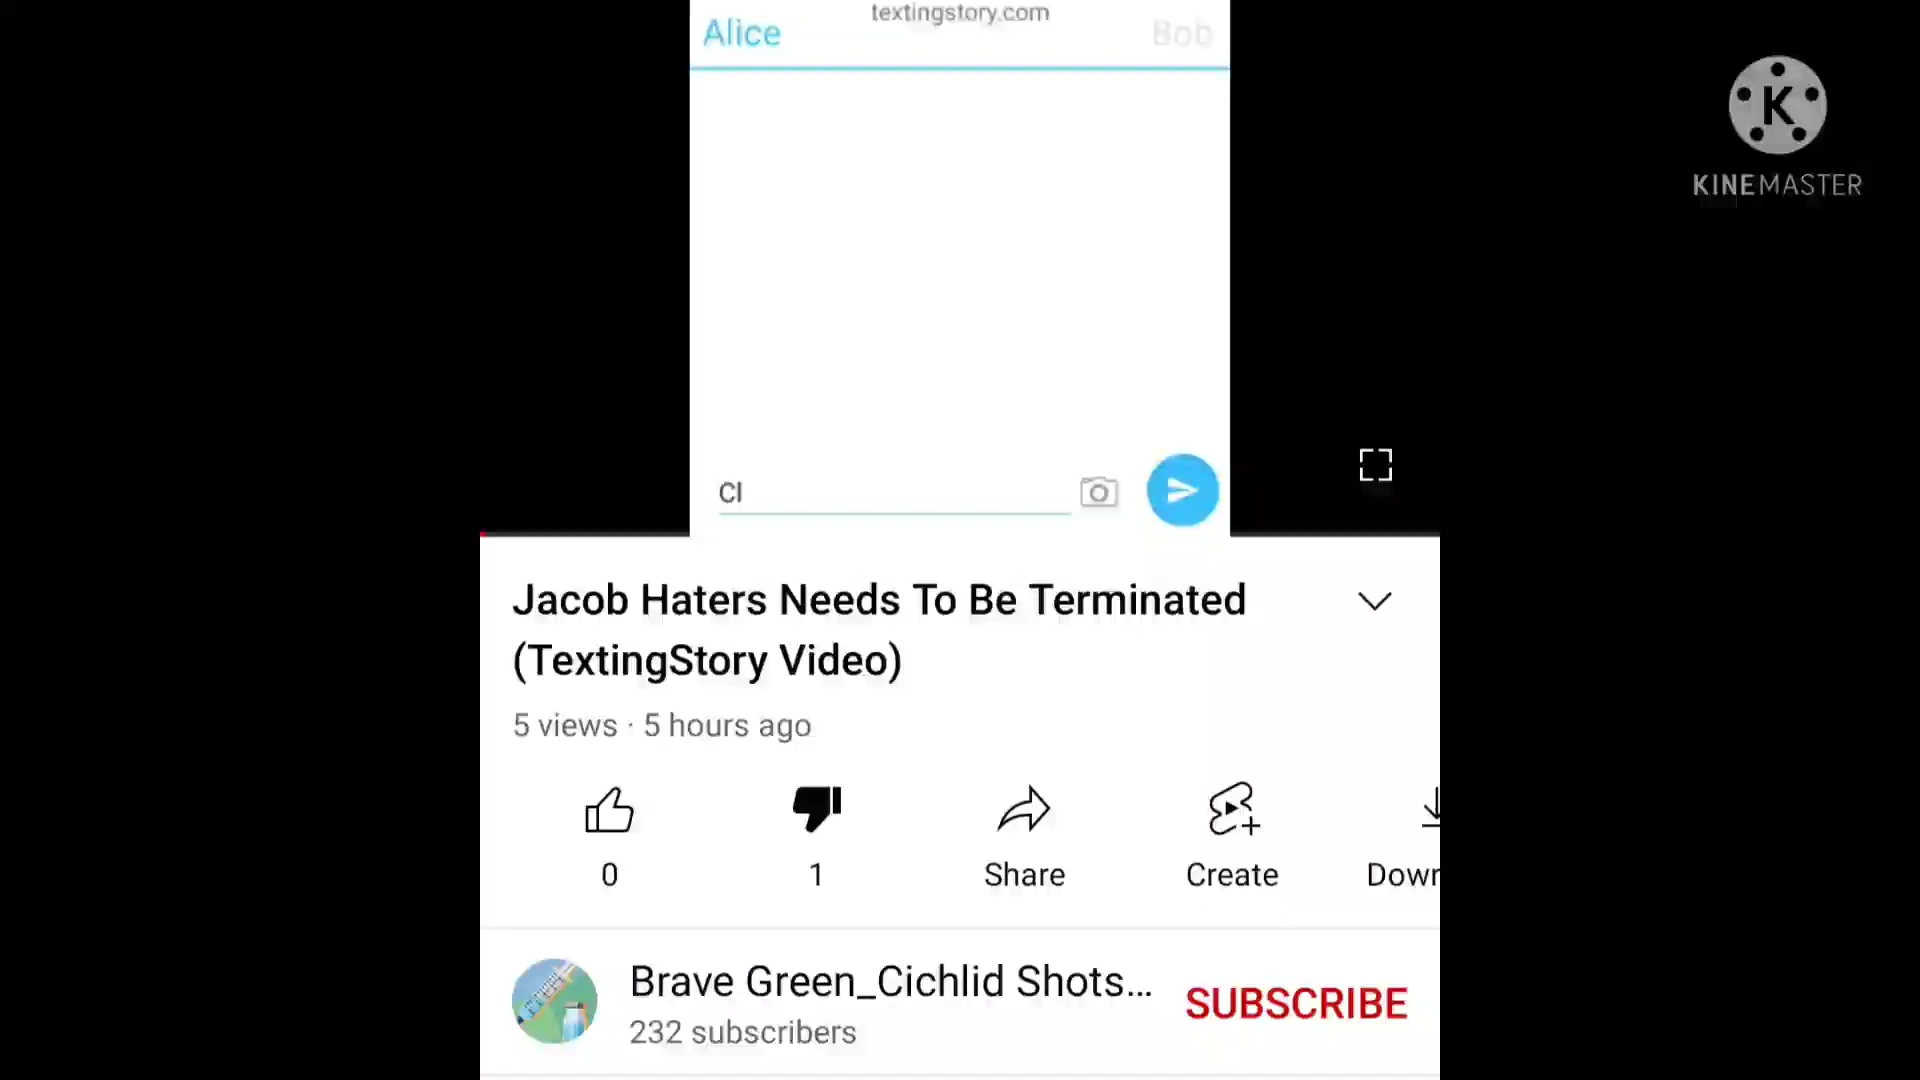 textingstory.com
Alice
Bob
KINEMASTER
Cl
Jacob Haters Needs To Be Terminated
(TextingStory Video)
5 views · 5 hours ago
0
1
Share
Create
Down
Brave Green_Cichlid Shots...
232 subscribers
SUBSCRIBE